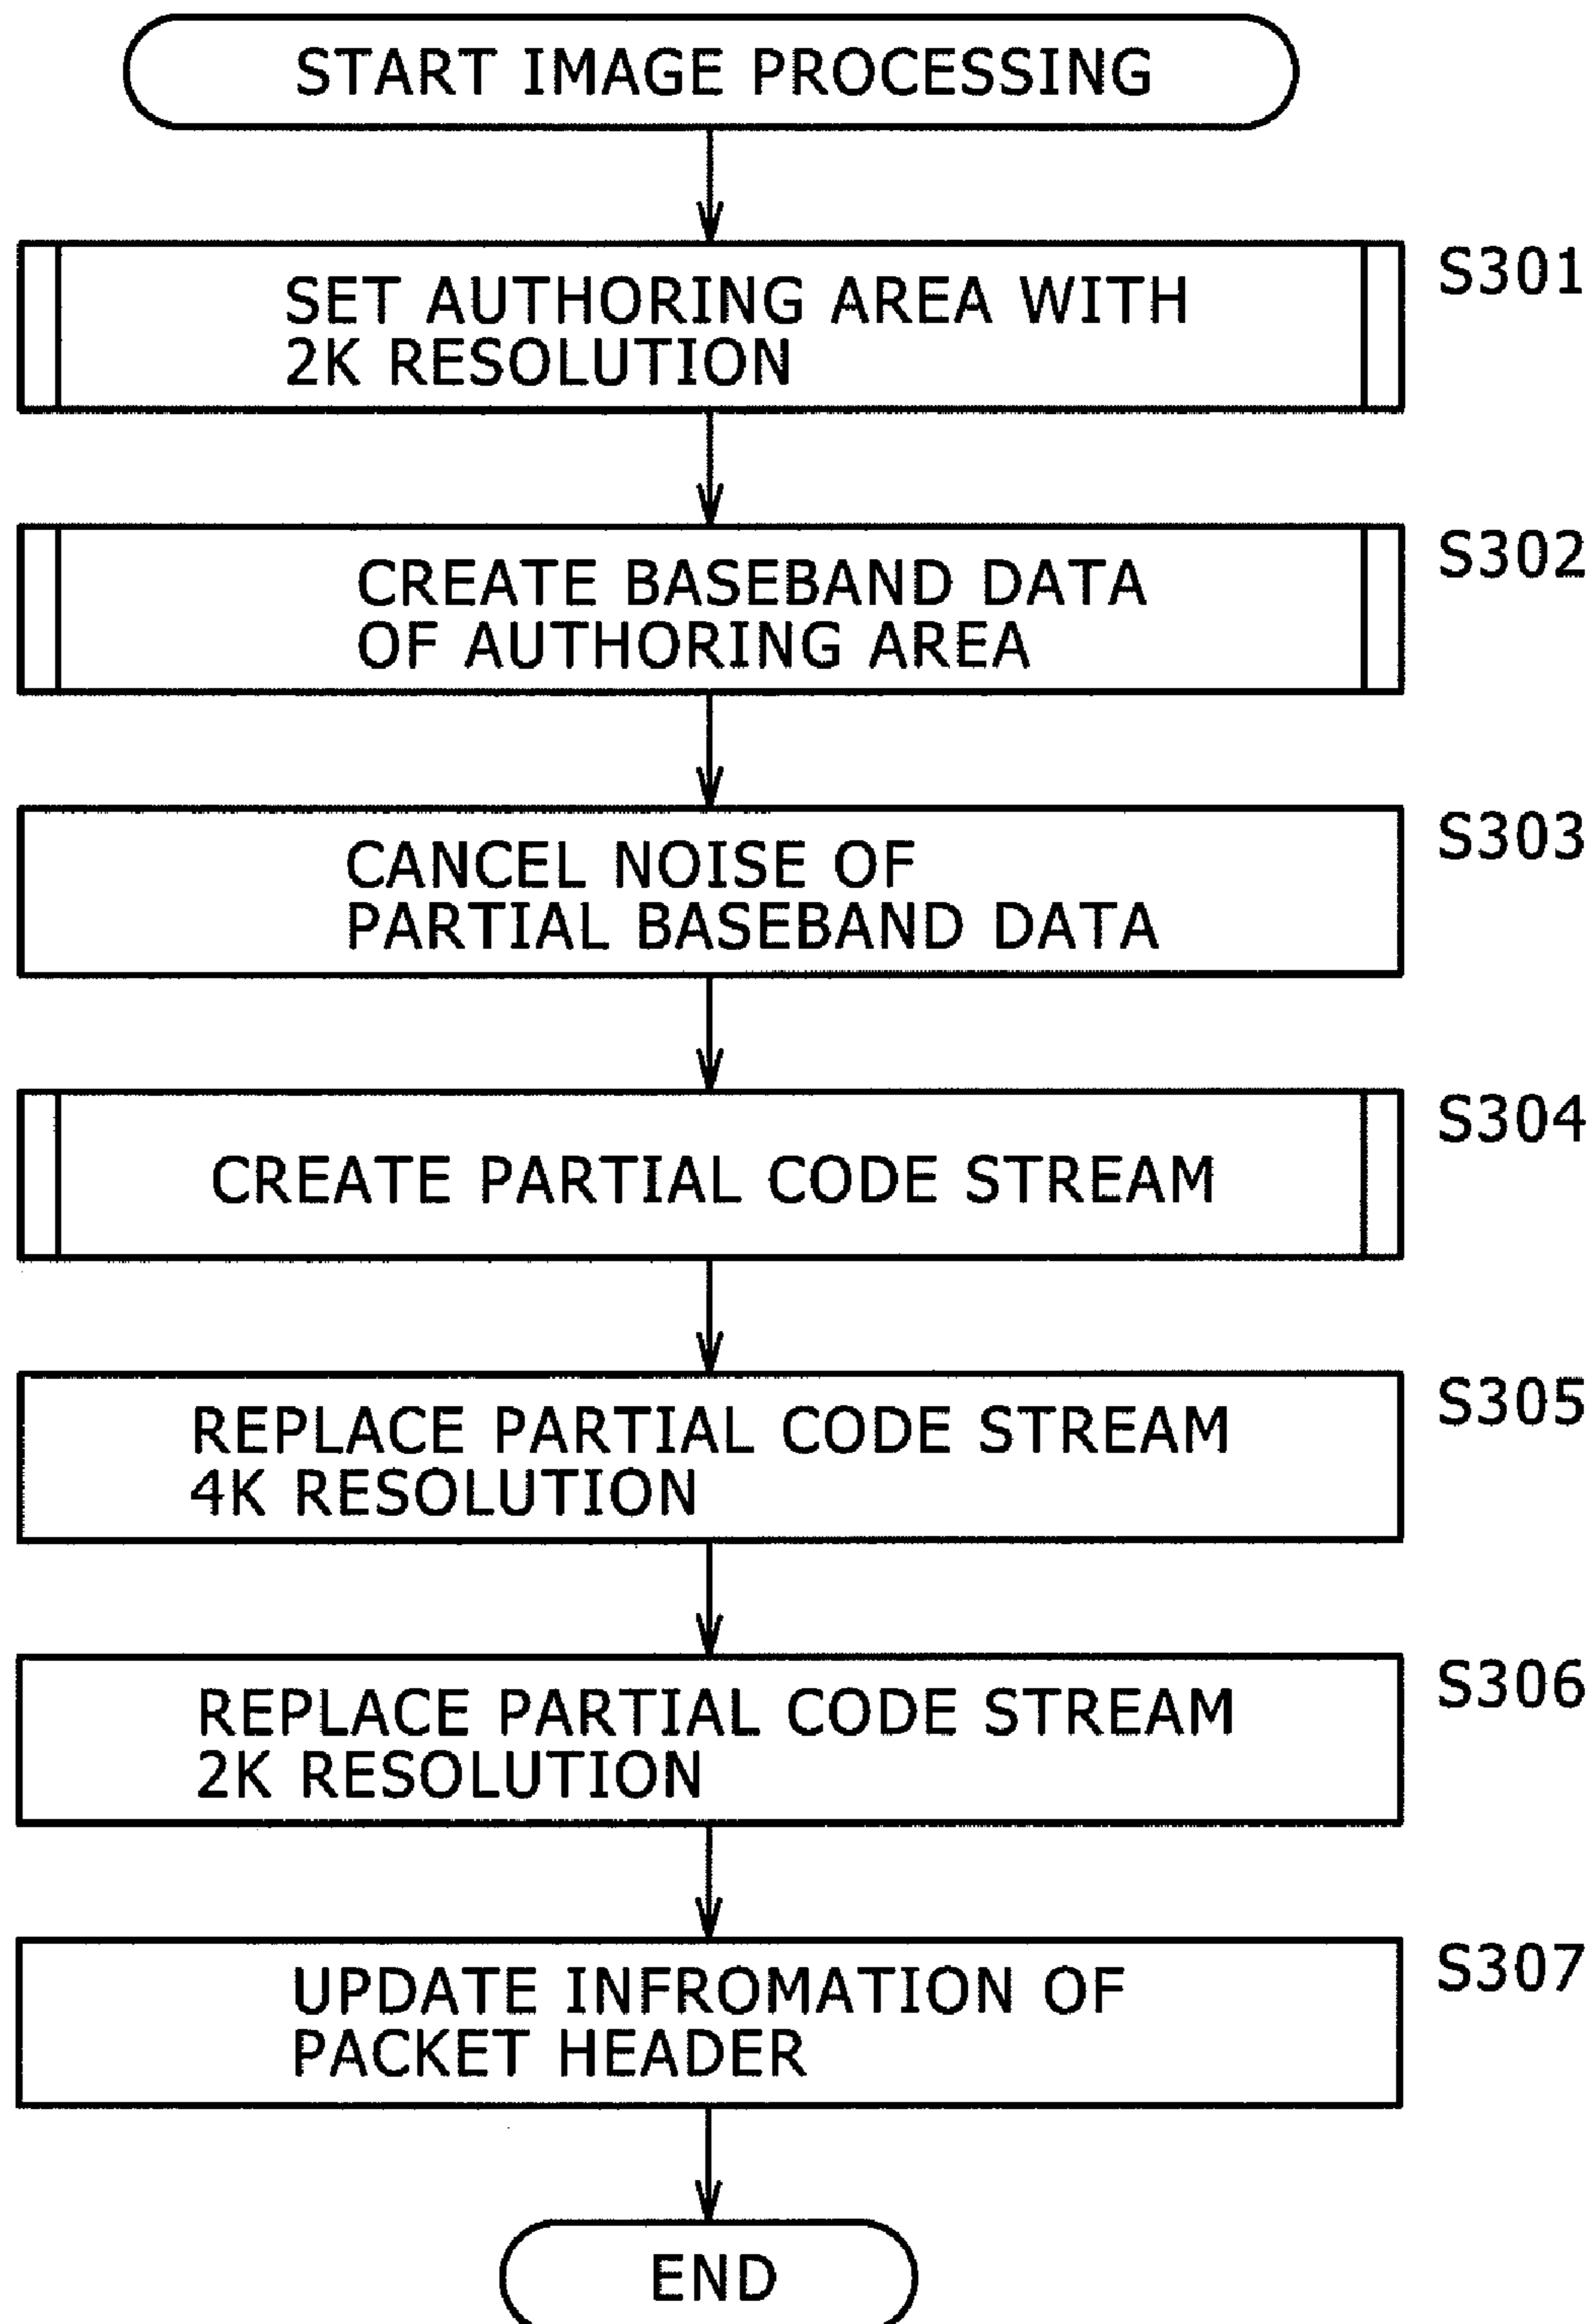 START IMAGE PROCESSING
S301
SET AUTHORING AREA WITH
2K RESOLUTION
S302
CREATE BASEBAND DATA
OF AUTHORING AREA
S303
CANCEL NOISE OF
PARTIAL BASEBAND DATA
S304
CREATE PARTIAL CODE STREAM
S305
REPLACE PARTIAL CODE STREAM
4K RESOLUTION
S306
REPLACE PARTIAL CODE STREAM
2K RESOLUTION
S307
UPDATE INFROMATION OF
PACKET HEADER
END